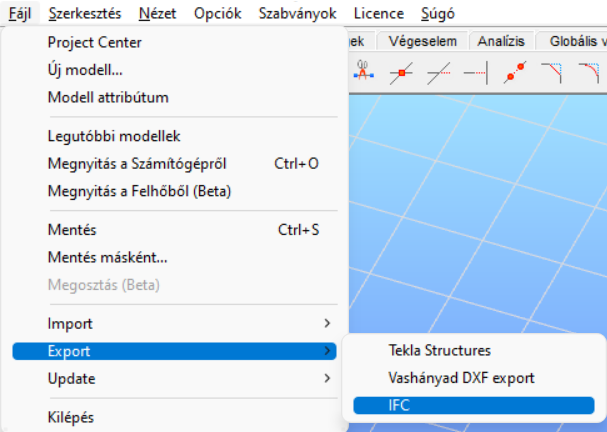 Fájl Szerkesztés Nézet Opciók Szabványok Licence Súgó
ek Végeselem Analízis Globális v
Project Center
Új modell...
Modell attribútum
Legutóbbi modellek
Megnyitás a Számítógépről Ctrl+O
Megnyitás a Felhőből (Beta)
Mentés Ctrl+S
Mentés másként...
Megosztás (Beta)
Import
Export
Update
Kilépés
Tekla Structures
Vashányad DXF export
IFC